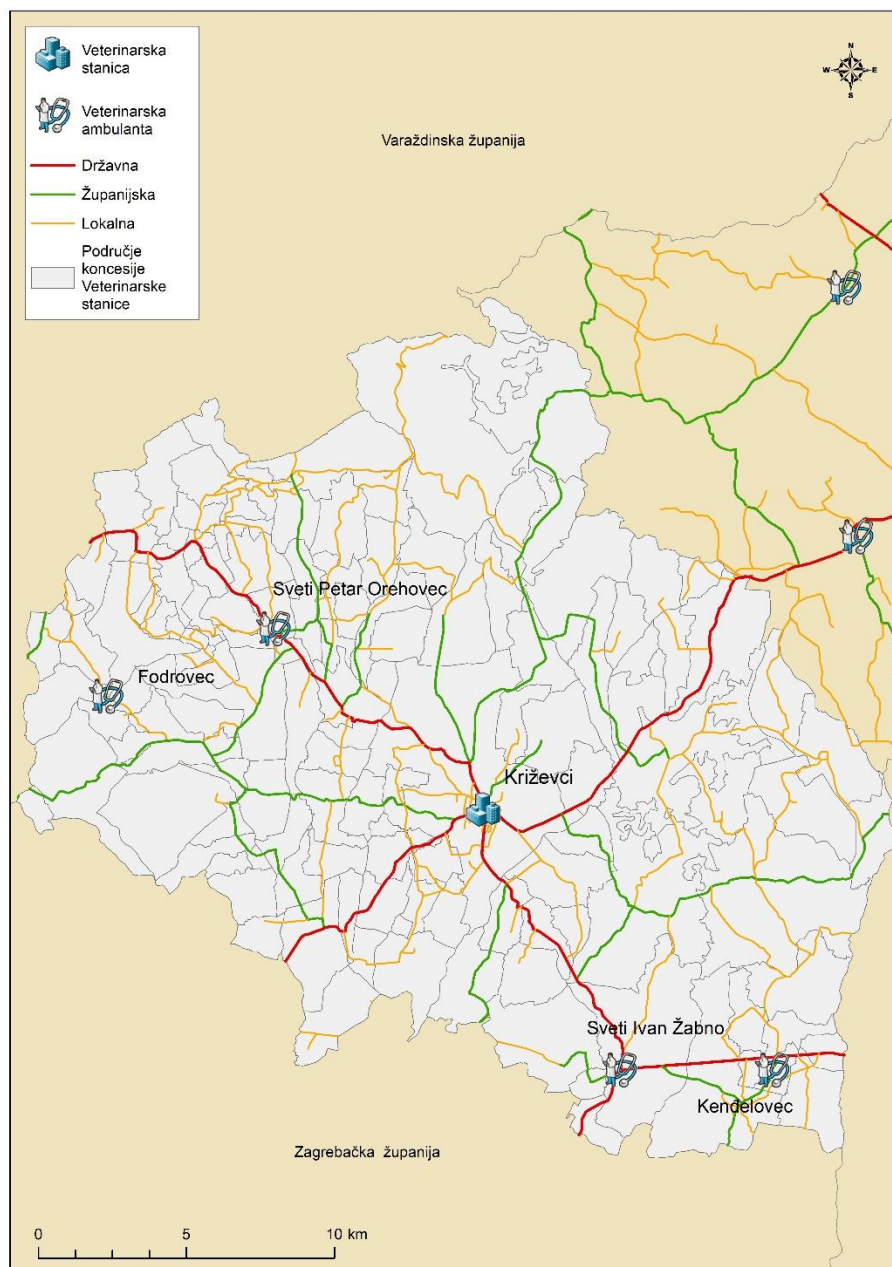 Veterinarska
stanica
Veterinarska
ambulanta
Državna
Županijska
Lokalna
Područje
koncesije
Veterinarske
stanice
N
W E
S
Varaždinska županija
Sveti Petar Orehovec
Fodrovec
Križevci
Sveti Ivan Žabno
Kenđelovec
Zagrebačka županija
0 5 10 km